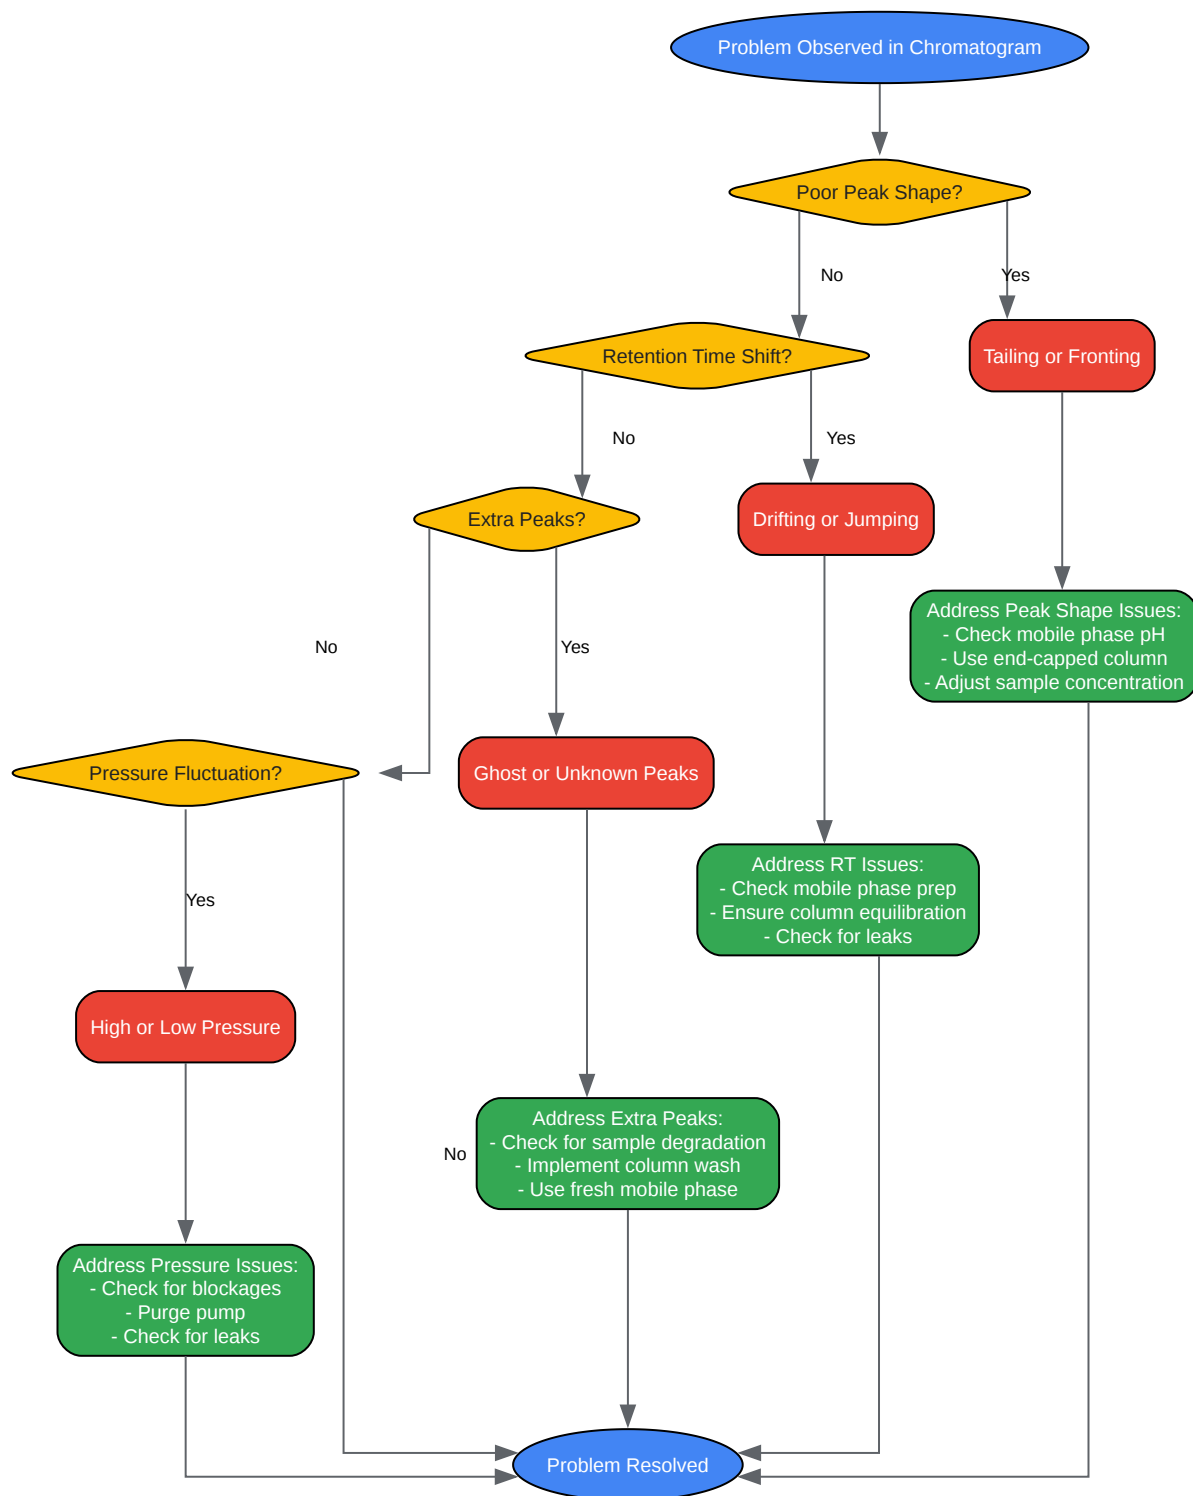 Problem Observed in Chromatogram
Poor Peak Shape?
No
Yes
Retention Time Shift?
Tailing or Fronting
No
Yes
Extra Peaks?
Drifting or Jumping
Address Peak Shape Issues:
- Check mobile phase pH
- Use end-capped column
- Adjust sample concentration
No
Yes
Pressure Fluctuation?
Ghost or Unknown Peaks
Address RT Issues:
- Check mobile phase prep
- Ensure column equilibration
- Check for leaks
Yes
High or Low Pressure
Address Extra Peaks:
- Check for sample degradation
- Implement column wash
- Use fresh mobile phase
No
Address Pressure Issues:
- Check for blockages
- Purge pump
- Check for leaks
Problem Resolved